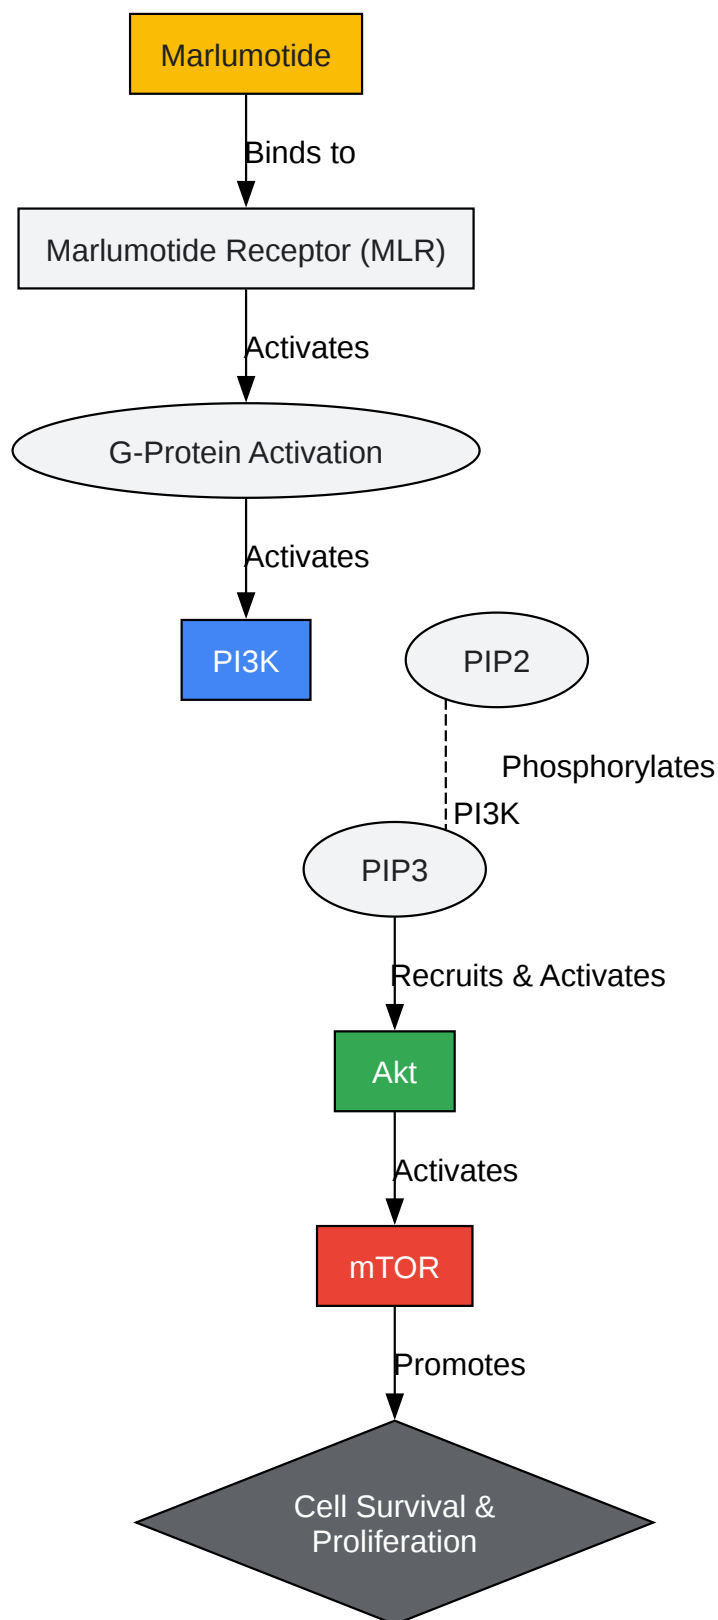 Marlumotide
Binds to
Marlumotide Receptor (MLR)
Activates
G-Protein Activation
Activates
PI3K
PIP2
Phosphorylates
PI3K
PIP3
Recruits & Activates
Akt
Activates
mTOR
Promotes
Cell Survival &
Proliferation